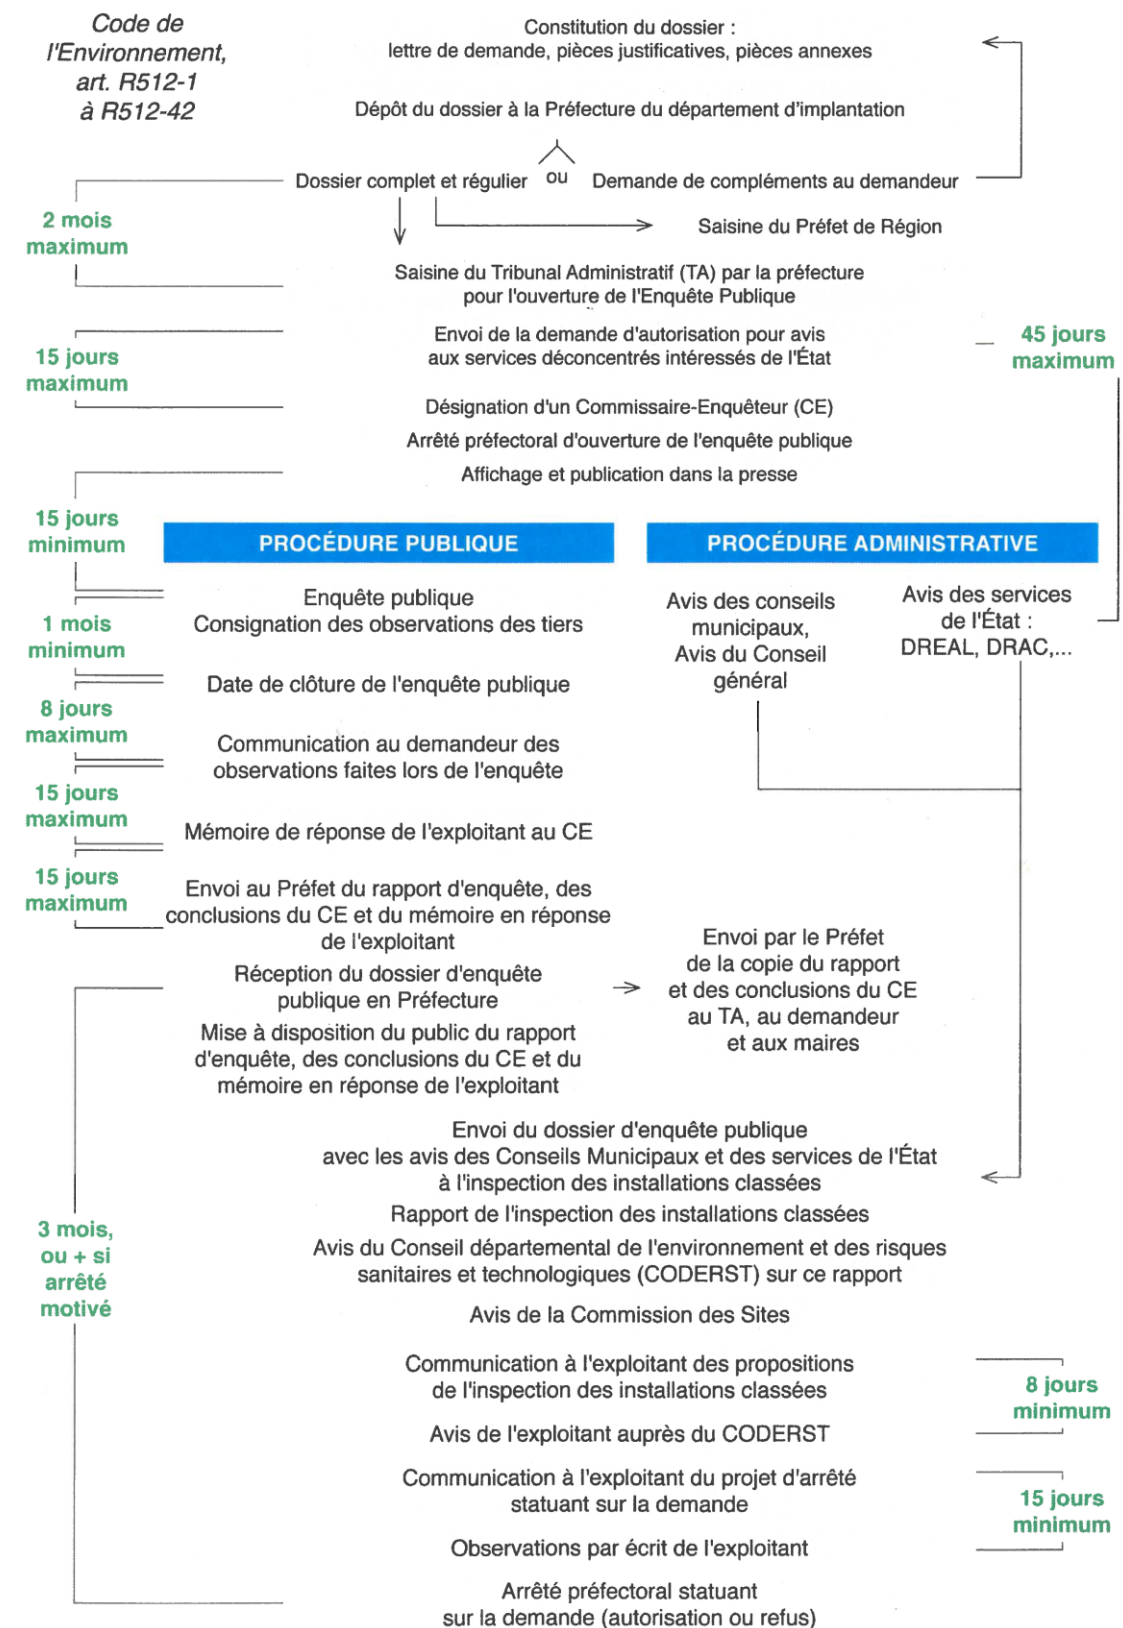 Code de
l'Environnement,
art. R512-1
à R512-42
Constitution du dossier :
lettre de demande, pièces justificatives, pièces annexes
Dépôt du dossier à la Préfecture du département d'implantation
Dossier complet et régulier ou Demande de compléments au demandeur
2 mois
maximum
Saisine du Préfet de Région
Saisine du Tribunal Administratif (TA) par la préfecture
pour l'ouverture de l'Enquête Publique
15 jours
maximum
Envoi de la demande d'autorisation pour avis
aux services déconcentrés intéressés de l'État
45 jours
maximum
Désignation d'un Commissaire-Enquêteur (CE)
Arrêté préfectoral d'ouverture de l'enquête publique
Affichage et publication dans la presse
15 jours
minimum
PROCÉDURE PUBLIQUE
PROCÉDURE ADMINISTRATIVE
1 mois
minimum
Enquête publique
Consignation des observations des tiers
Avis des conseils
municipaux,
Avis du Conseil
général
Avis des services
de l'État :
DREAL, DRAC,...
Date de clôture de l'enquête publique
8 jours
maximum
Communication au demandeur des
observations faites lors de l'enquête
15 jours
maximum
Mémoire de réponse de l'exploitant au CE
15 jours
maximum
Envoi au Préfet du rapport d'enquête, des
conclusions du CE et du mémoire en réponse
de l'exploitant
Réception du dossier d'enquête
publique en Préfecture
Envoi par le Préfet
de la copie du rapport
et des conclusions du CE
au TA, au demandeur
et aux maires
Mise à disposition du public du rapport
d'enquête, des conclusions du CE et du
mémoire en réponse de l'exploitant
Envoi du dossier d'enquête publique
avec les avis des Conseils Municipaux et des services de l'État
à l'inspection des installations classées
Rapport de l'inspection des installations classées
3 mois,
ou + si
arrêté
motivé
Avis du Conseil départemental de l'environnement et des risques
sanitaires et technologiques (CODERST) sur ce rapport
Avis de la Commission des Sites
Communication à l'exploitant des propositions
de l'inspection des installations classées
8 jours
minimum
Avis de l'exploitant auprès du CODERST
Communication à l'exploitant du projet d'arrêté
statuant sur la demande
15 jours
minimum
Observations par écrit de l'exploitant
Arrêté préfectoral statuant
sur la demande (autorisation ou refus)